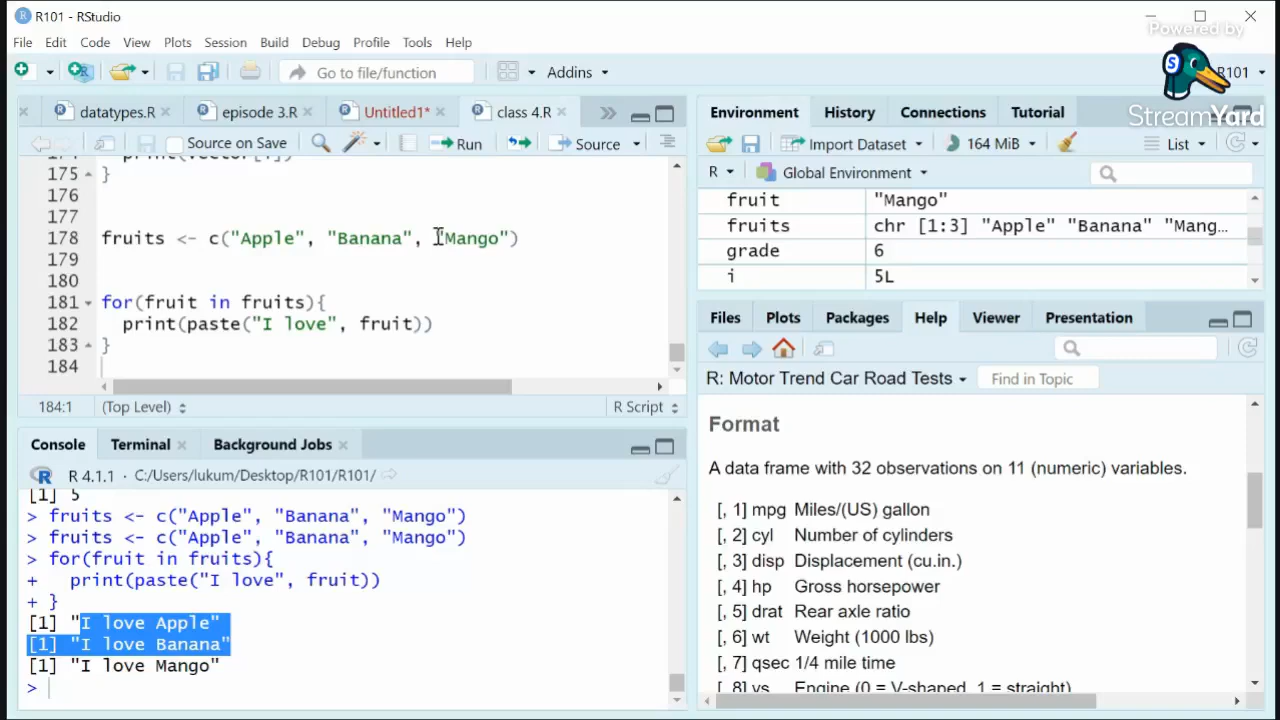 R101 - RStudio
Powered by
File Edit Code View Plots Session Build Debug Profile Tools Help
Go to file/function Addins R101
S
StreamYard
datatypes.R episode 3.R Untitled1* class 4.R
Source on Save Run Source
175 }
176
177
178 fruits <- c("Apple", "Banana", "Mango")
179
180
181 for(fruit in fruits){
182 print(paste("I love", fruit))
183 }
184
184:1 (Top Level) R Script
Console Terminal Background Jobs
R 4.1.1 · C:/Users/lukum/Desktop/R101/R101/
[1] 5
> fruits <- c("Apple", "Banana", "Mango")
> fruits <- c("Apple", "Banana", "Mango")
> for(fruit in fruits){
+ print(paste("I love", fruit))
+ }
[1] "I love Apple"
[1] "I love Banana"
[1] "I love Mango"
>
Environment History Connections Tutorial
Import Dataset 164 MiB List
R Global Environment
fruit "Mango"
fruits chr [1:3] "Apple" "Banana" "Mang…
grade 6
i 5L
Files Plots Packages Help Viewer Presentation
R: Motor Trend Car Road Tests Find in Topic
Format
A data frame with 32 observations on 11 (numeric) variables.
[, 1] mpg Miles/(US) gallon
[, 2] cyl Number of cylinders
[, 3] disp Displacement (cu.in.)
[, 4] hp Gross horsepower
[, 5] drat Rear axle ratio
[, 6] wt Weight (1000 lbs)
[, 7] qsec 1/4 mile time
[, 8] vs Engine (0 = V-shaped, 1 = straight)